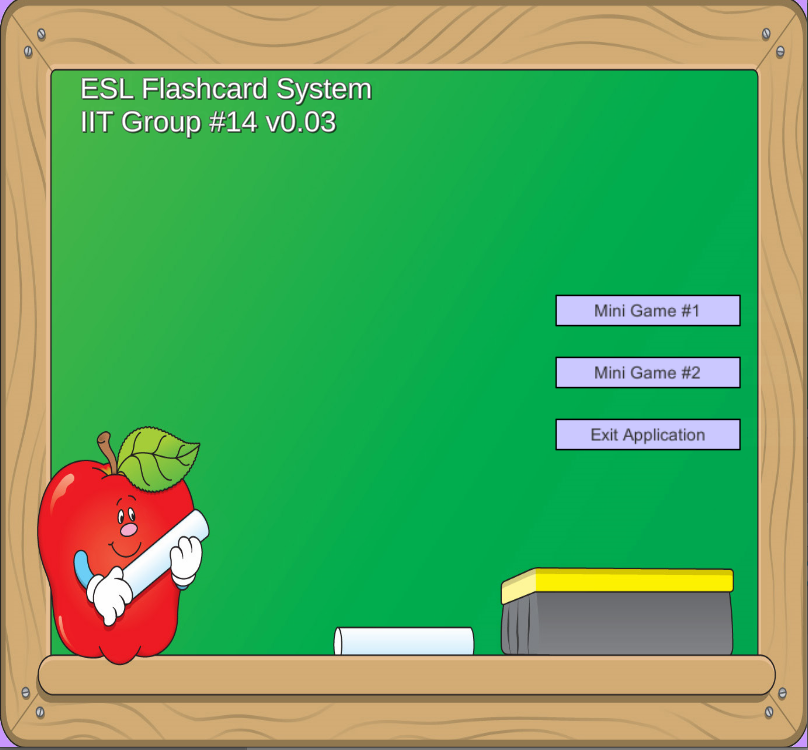 ESL Flashcard System
IIT Group #14 v0.03
Mini Game #1
Mini Game #2
Exit Application